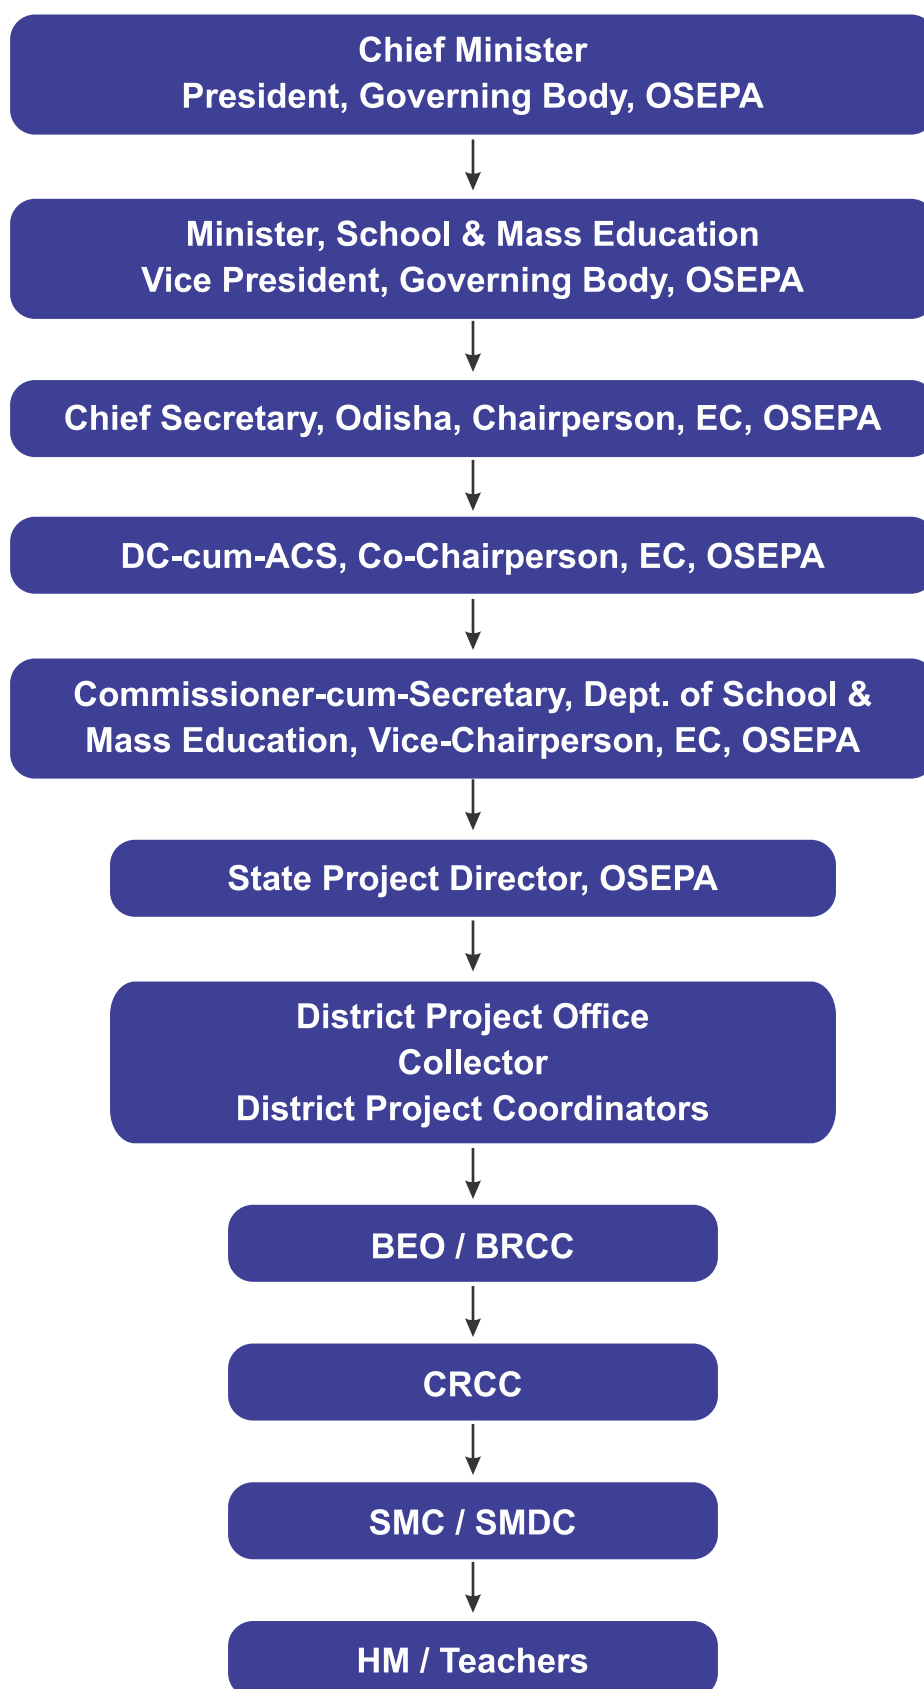 Chief Minister
President, Governing Body, OSEPA
Minister, School & Mass Education
Vice President, Governing Body, OSEPA
Chief Secretary, Odisha, Chairperson, EC, OSEPA
DC-cum-ACS, Co-Chairperson, EC, OSEPA
Commissioner-cum-Secretary, Dept. of School &
Mass Education, Vice-Chairperson, EC, OSEPA
State Project Director, OSEPA
District Project Office
Collector
District Project Coordinators
BEO / BRCC
CRCC
SMC / SMDC
HM / Teachers